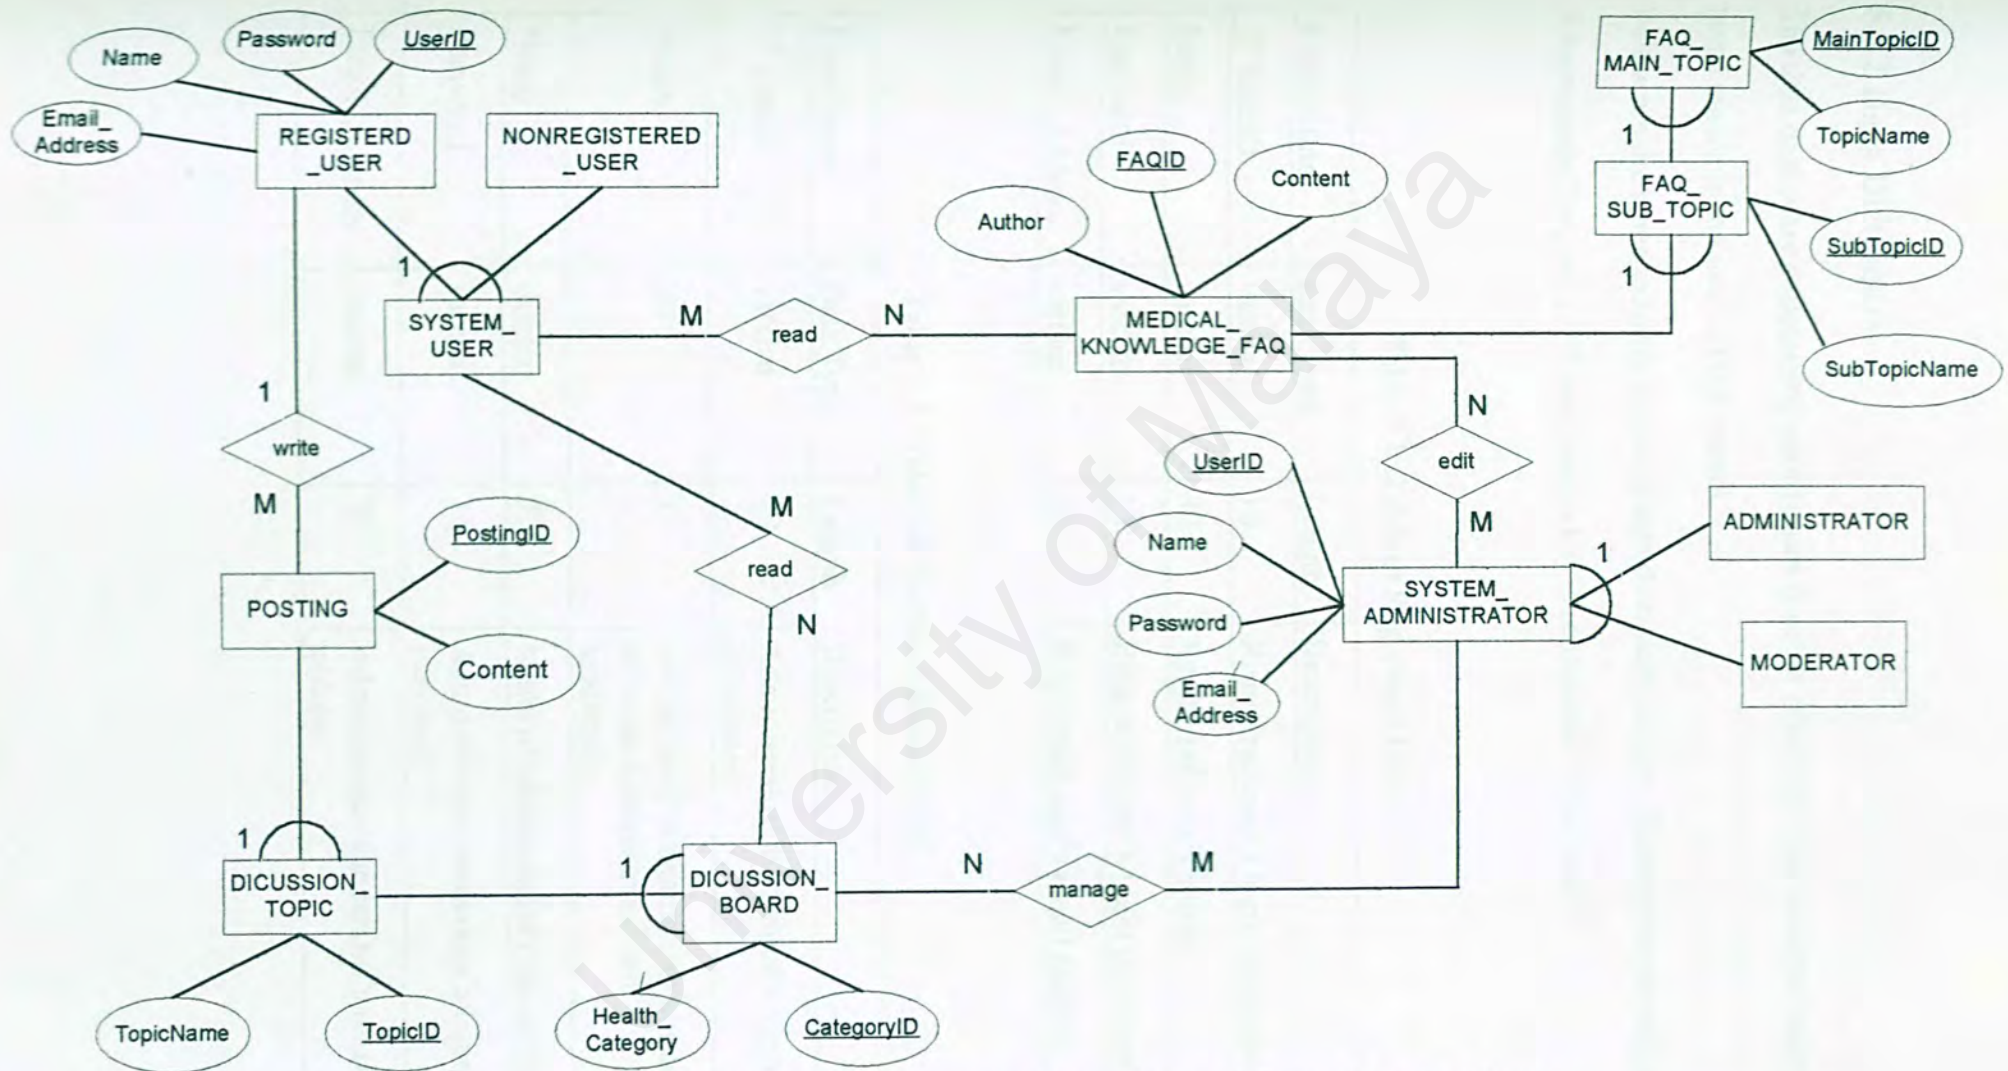 Name
Password
UserID
Email_
Address
REGISTERD
_USER
NONREGISTERED
_USER
FAQ_
MAIN_TOPIC
MainTopicID
TopicName
1
FAQ_
SUB_TOPIC
SubTopicID
SubTopicName
1
Author
FAQID
Content
1
SYSTEM_
USER
M
read
N
MEDICAL_
KNOWLEDGE_FAQ
1
write
M
N
edit
M
M
read
N
UserID
Name
Password
Email_
Address
SYSTEM_
ADMINISTRATOR
1
ADMINISTRATOR
MODERATOR
POSTING
PostingID
Content
1
DICUSSION_
TOPIC
1
DICUSSION_
BOARD
N
manage
M
TopicName
TopicID
Health_
Category
CategoryID
University of Malaya